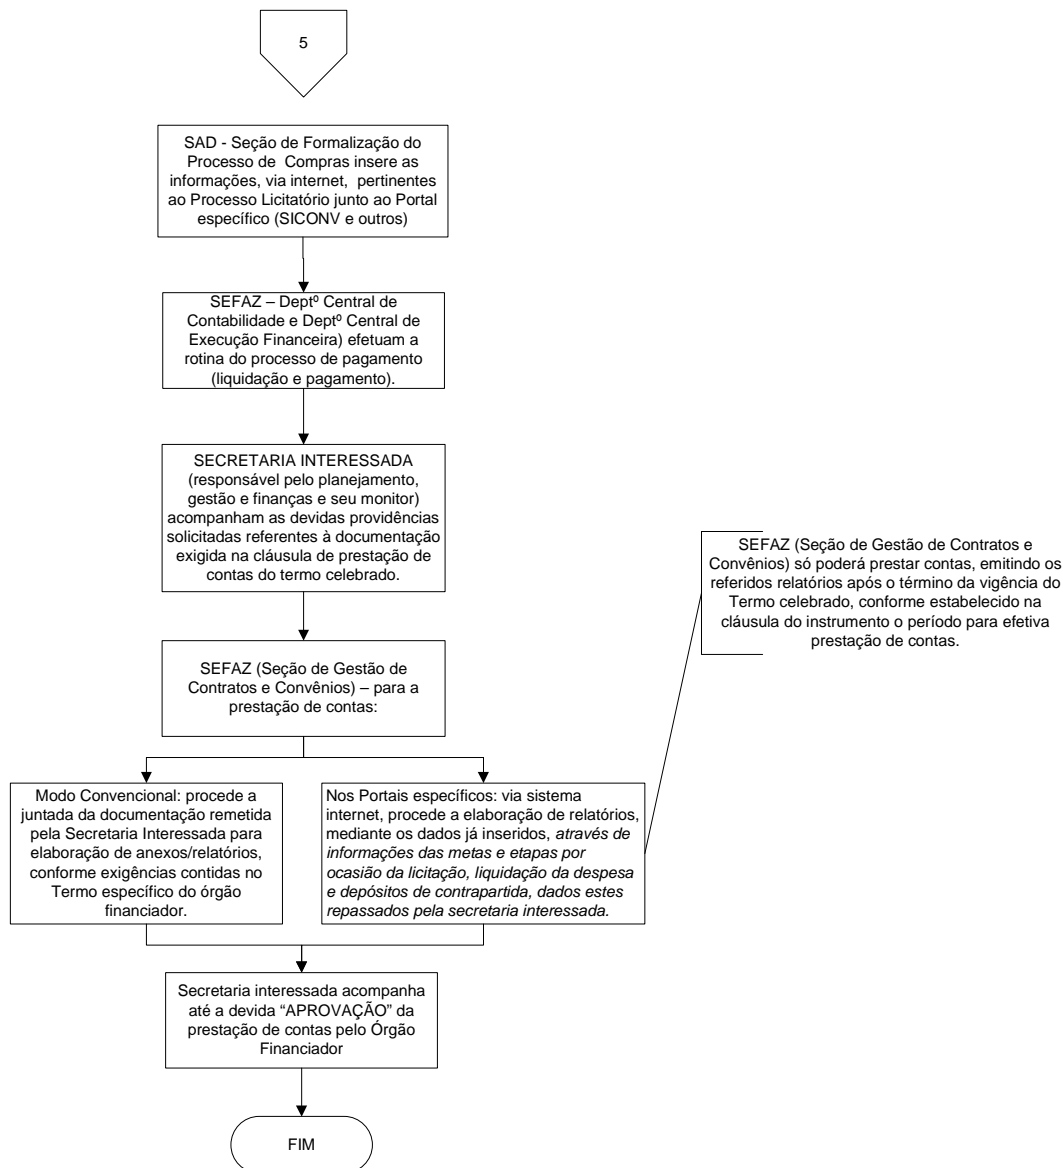 5
SAD - Seção de Formalização do
Processo de Compras insere as
informações, via internet, pertinentes
ao Processo Licitatório junto ao Portal
específico (SICONV e outros)
SEFAZ – Deptº Central de
Contabilidade e Deptº Central de
Execução Financeira) efetuam a
rotina do processo de pagamento
(liquidação e pagamento).
SECRETARIA INTERESSADA
(responsável pelo planejamento,
gestão e finanças e seu monitor)
acompanham as devidas providências
solicitadas referentes à documentação
exigida na cláusula de prestação de
contas do termo celebrado.
SEFAZ (Seção de Gestão de Contratos e
Convênios) só poderá prestar contas, emitindo os
referidos relatórios após o término da vigência do
Termo celebrado, conforme estabelecido na
cláusula do instrumento o período para efetiva
prestação de contas.
SEFAZ (Seção de Gestão de
Contratos e Convênios) – para a
prestação de contas:
Modo Convencional: procede a
juntada da documentação remetida
pela Secretaria Interessada para
elaboração de anexos/relatórios,
conforme exigências contidas no
Termo específico do órgão
financiador.
Nos Portais específicos: via sistema
internet, procede a elaboração de relatórios,
mediante os dados já inseridos, através de
informações das metas e etapas por
ocasião da licitação, liquidação da despesa
e depósitos de contrapartida, dados estes
repassados pela secretaria interessada.
Secretaria interessada acompanha
até a devida “APROVAÇÃO” da
prestação de contas pelo Órgão
Financiador
FIM